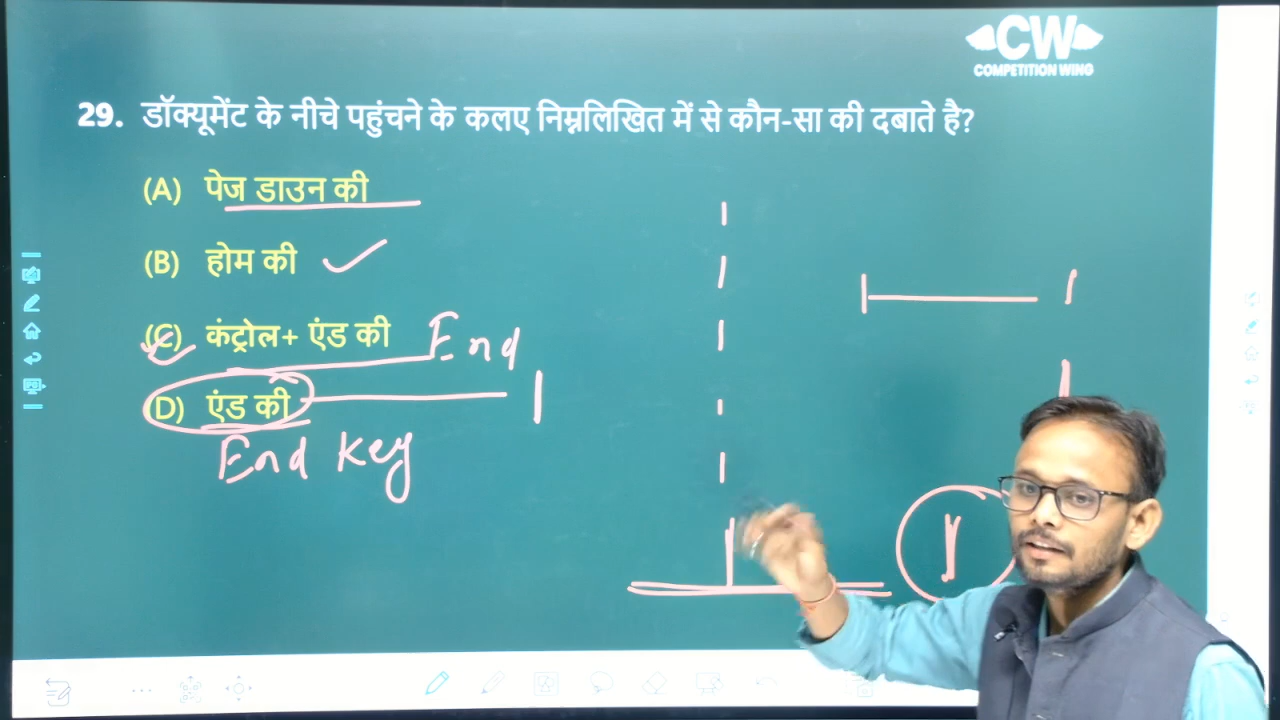 CW
COMPETITION WING
29. डॉक्यूमेंट के नीचे पहुंचने के कलए निम्नलिखित में से कौन-सा की दबाते है?
(A) पेज डाउन की
(B) होम की
(C) कंट्रोल+ एंड की End
(D) एंड की
End Key